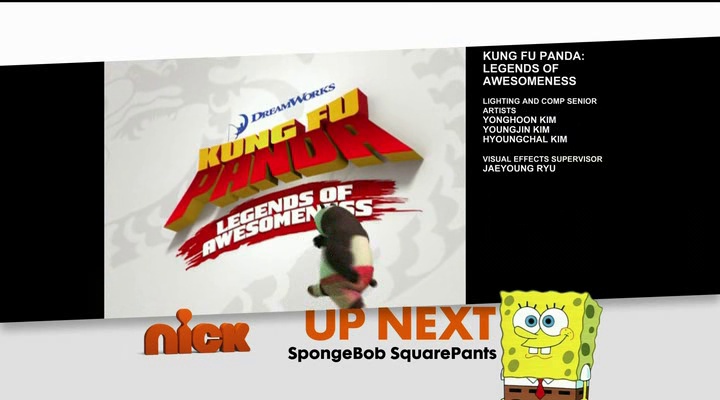 DREAMWORKS
KUNG FU
PANDA
LEGENDS OF
AWESOMENESS
KUNG FU PANDA:
LEGENDS OF
AWESOMENESS
LIGHTING AND COMP SENIOR
ARTISTS
YONGHOON KIM
YOUNGJIN KIM
HYOUNGCHAL KIM
VISUAL EFFECTS SUPERVISOR
JAEYOUNG RYU
nick
UP NEXT
SpongeBob SquarePants